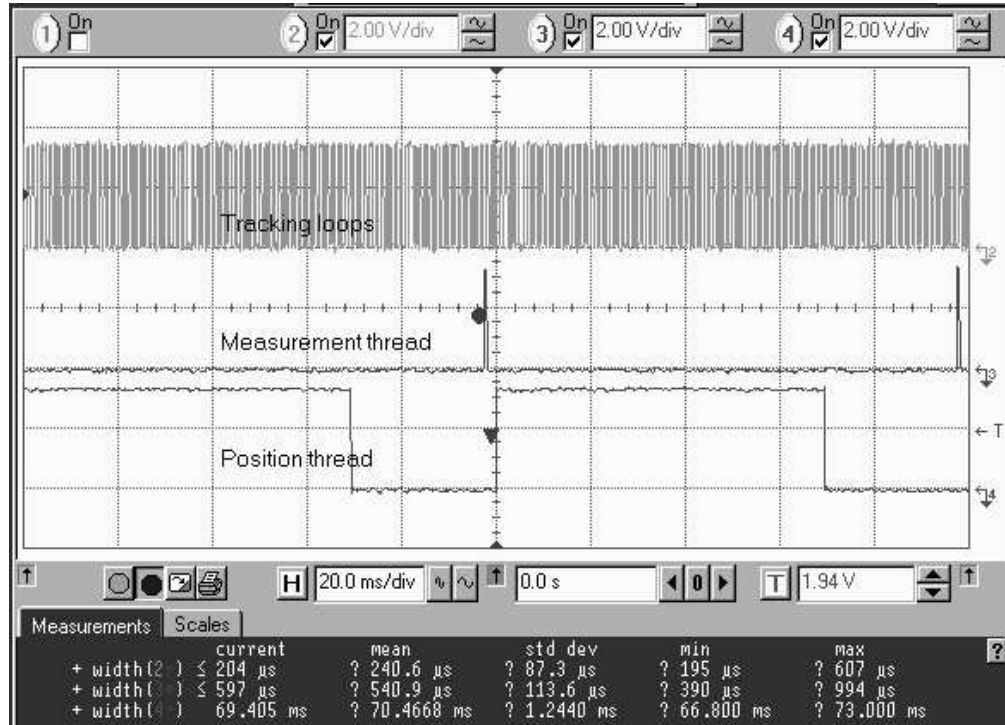 1 On 2 On 2.00 V/div 3 On 2.00 V/div 4 On 2.00 V/div
Tracking loops
2
Measurement thread
3
T
Position thread
4
H 20.0 ms/div 0.0 s 0 T 1.94 V
Measurements Scales
current mean std dev min max ?
+ width(2) ≤ 204 µs ? 240.6 µs ? 87.3 µs ? 195 µs ? 607 µs
+ width(3) ≤ 597 µs ? 540.9 µs ? 113.6 µs ? 390 µs ? 994 µs
+ width(4) 69.405 ms ? 70.4668 ms ? 1.2440 ms ? 66.800 ms ? 73.000 ms